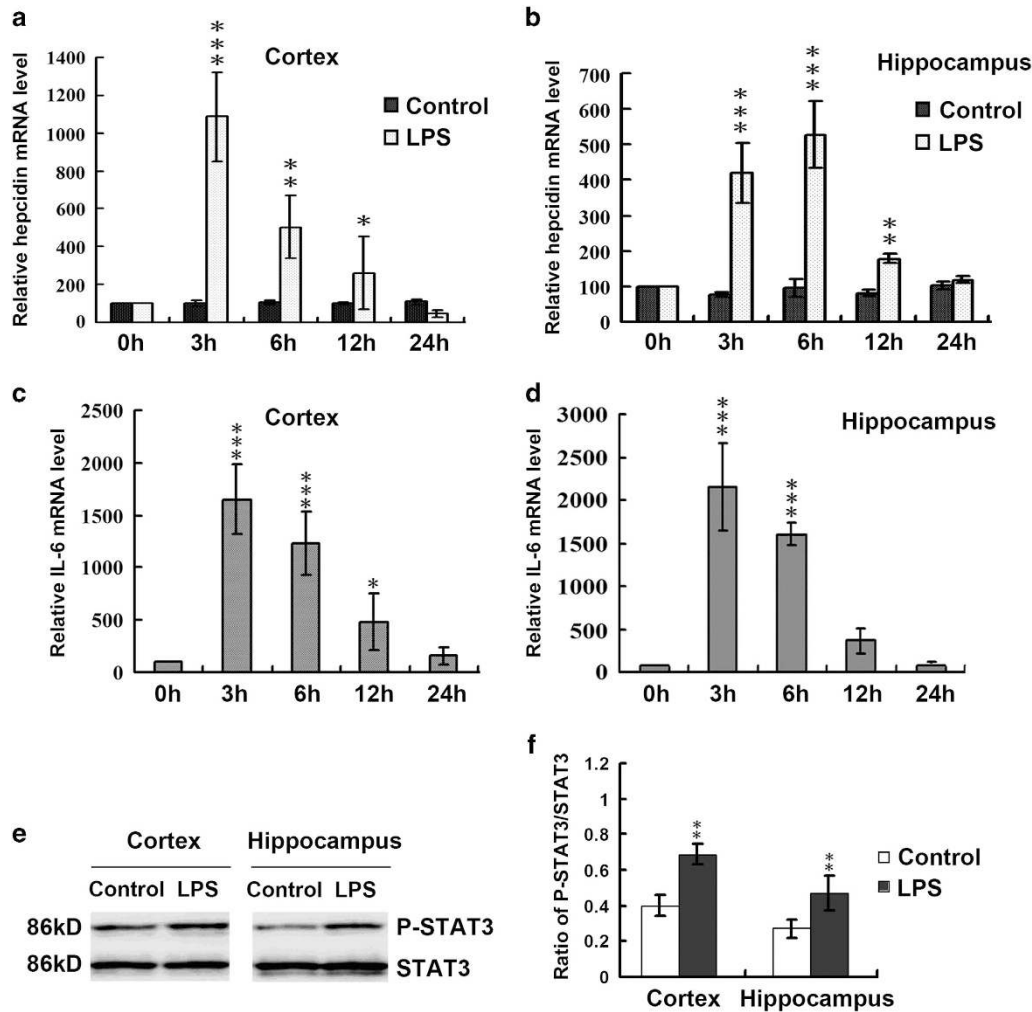 a
Cortex
Relative hepcidin mRNA level
1400
1200
1000
800
600
400
200
0
***
**
*
Control
LPS
0h 3h 6h 12h 24h
b
Hippocampus
Relative hepcidin mRNA level
700
600
500
400
300
200
100
0
***
***
**
Control
LPS
0h 3h 6h 12h 24h
c
Cortex
Relative IL-6 mRNA level
2500
2000
1500
1000
500
0
***
***
*
0h 3h 6h 12h 24h
d
Hippocampus
Relative IL-6 mRNA level
3000
2500
2000
1500
1000
500
0
***
***
0h 3h 6h 12h 24h
e
Cortex Hippocampus
Control LPS Control LPS
86kD P-STAT3
86kD STAT3
f
Ratio of P-STAT3/STAT3
1.2
1
0.8
0.6
0.4
0.2
0
**
**
Control
LPS
Cortex Hippocampus